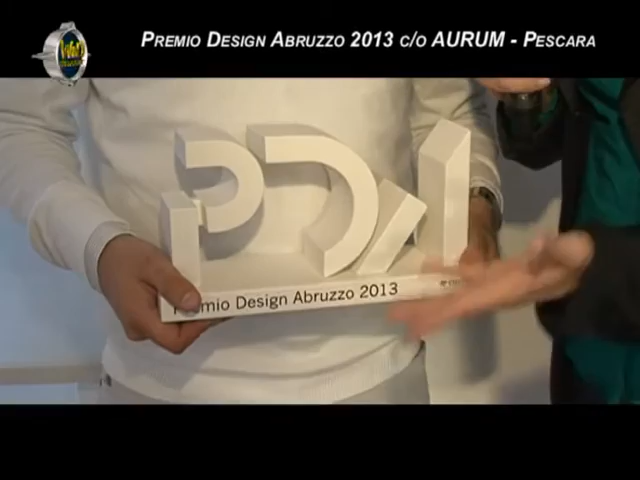 PREMIO DESIGN ABRUZZO 2013 C/O AURUM - PESCARA
PDA
Premio Design Abruzzo 2013